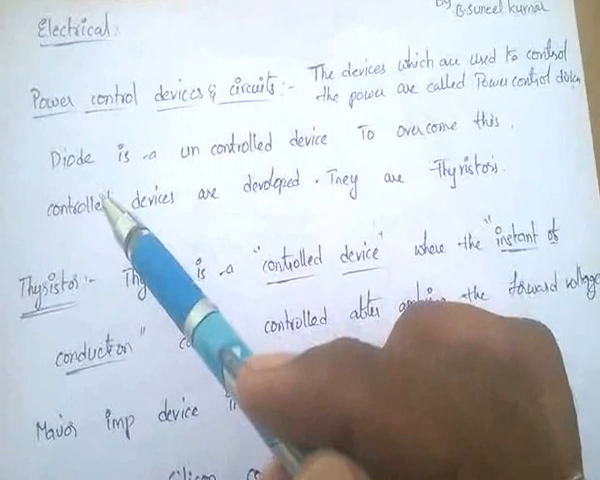 By B.suneel kumar
Electrical:
Power control devices & circuits:- The devices which are used to control
the power are called Power control devices
Diode is a un controlled device To overcome this.
controlled devices are devoloped. They are Thyristors.
Thyristor:- is a "controlled device" where the "instant of
conduction" controlled after the forward voltage
Major imp device
Silicon